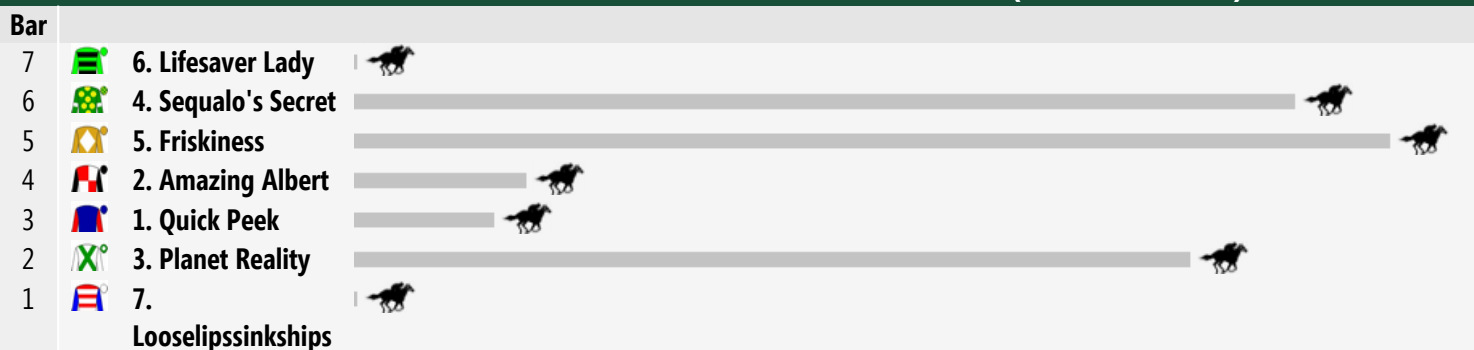 Bar
7 6. Lifesaver Lady
6 4. Sequalo's Secret
5 5. Friskiness
4 2. Amazing Albert
3 1. Quick Peek
2 3. Planet Reality
1 7.
Looselipssinkships